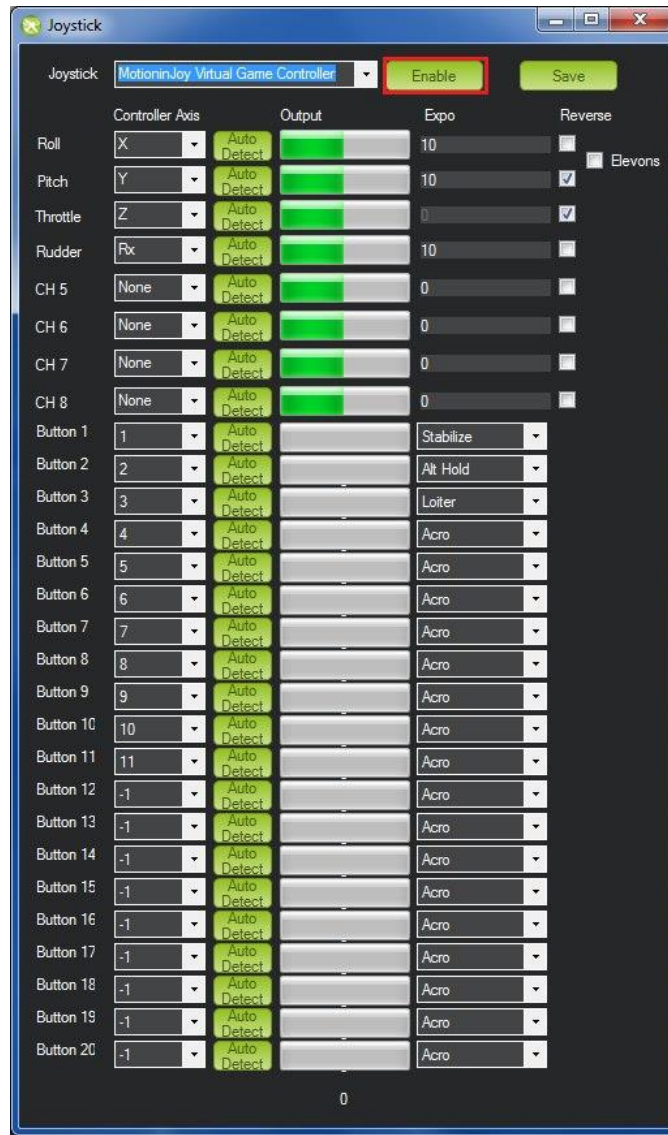 Joystick
Joystick MotioninJoy Virtual Game Controller Enable Save
Controller Axis Output Expo Reverse
Roll X Auto Detect 10
Elevons
Pitch Y Auto Detect 10
Throttle Z Auto Detect 0
Rudder Rx Auto Detect 10
CH 5 None Auto Detect 0
CH 6 None Auto Detect 0
CH 7 None Auto Detect 0
CH 8 None Auto Detect 0
Button 1 1 Auto Detect Stabilize
Button 2 2 Auto Detect Alt Hold
Button 3 3 Auto Detect Loiter
Button 4 4 Auto Detect Acro
Button 5 5 Auto Detect Acro
Button 6 6 Auto Detect Acro
Button 7 7 Auto Detect Acro
Button 8 8 Auto Detect Acro
Button 9 9 Auto Detect Acro
Button 10 10 Auto Detect Acro
Button 11 11 Auto Detect Acro
Button 12 -1 Auto Detect Acro
Button 13 -1 Auto Detect Acro
Button 14 -1 Auto Detect Acro
Button 15 -1 Auto Detect Acro
Button 16 -1 Auto Detect Acro
Button 17 -1 Auto Detect Acro
Button 18 -1 Auto Detect Acro
Button 19 -1 Auto Detect Acro
Button 20 -1 Auto Detect Acro
0